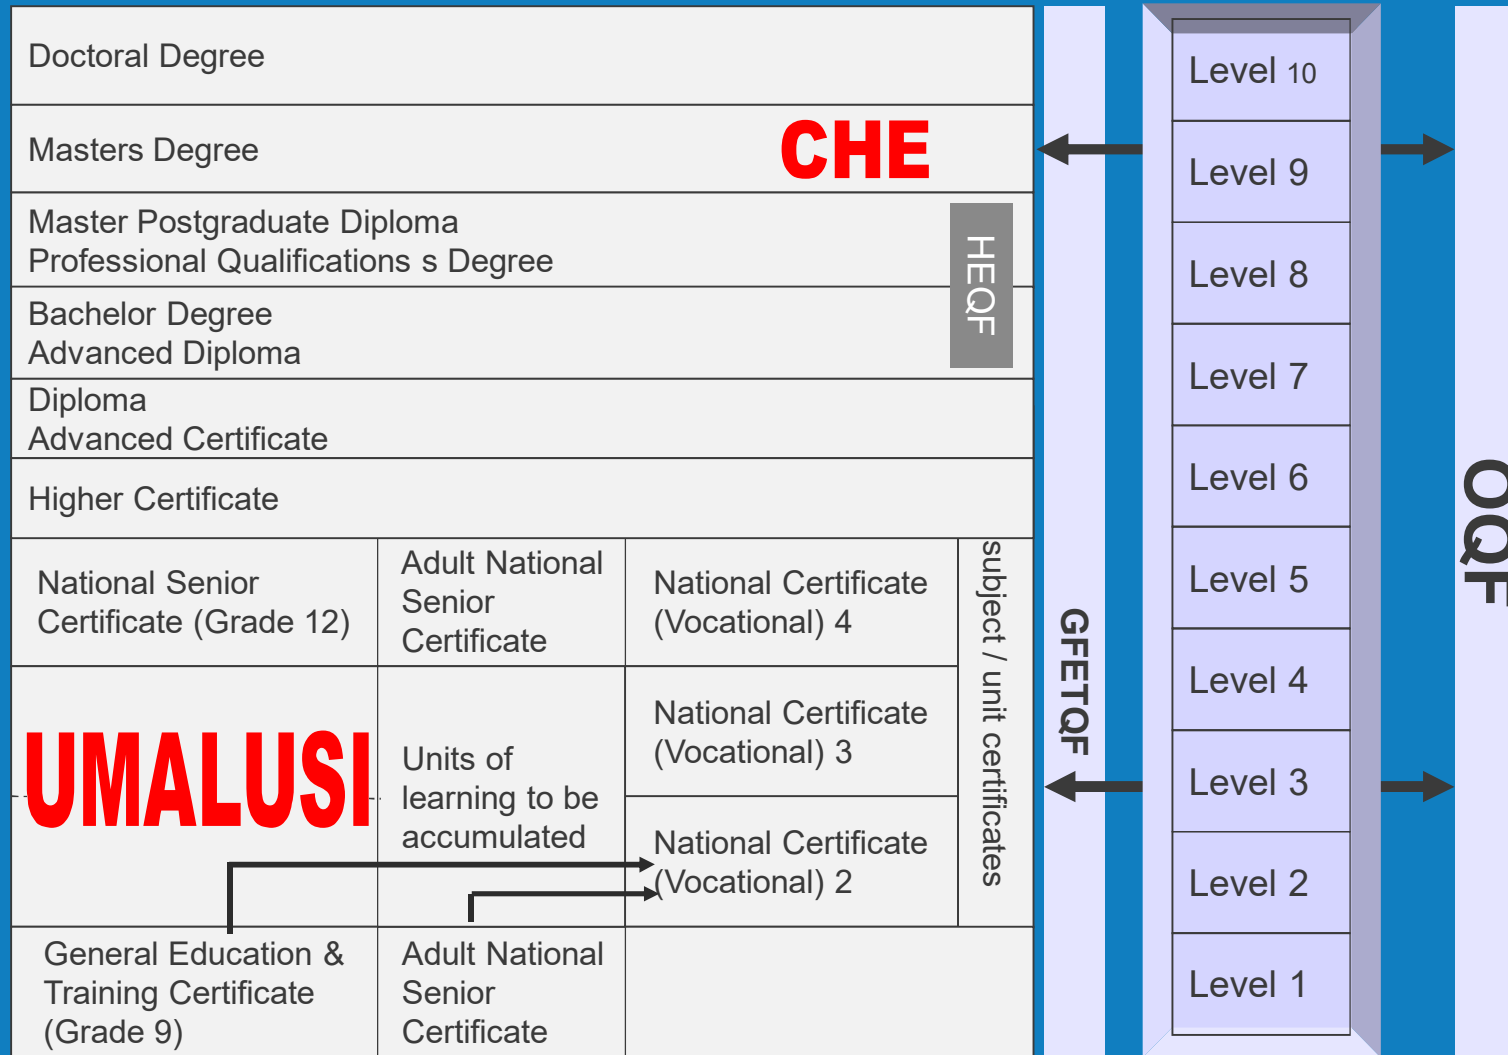 Doctoral Degree
Masters Degree
CHE
Master Postgraduate Diploma
Professional Qualifications s Degree
HEQF
Bachelor Degree
Advanced Diploma
Diploma
Advanced Certificate
Higher Certificate
National Senior
Certificate (Grade 12)
Adult National
Senior
Certificate
National Certificate
(Vocational) 4
subject / unit certificates
UMALUSI
Units of
learning to be
accumulated
National Certificate
(Vocational) 3
National Certificate
(Vocational) 2
General Education &
Training Certificate
(Grade 9)
Adult National
Senior
Certificate
GFETQF
Level 10
Level 9
Level 8
Level 7
Level 6
Level 5
Level 4
Level 3
Level 2
Level 1
OQF